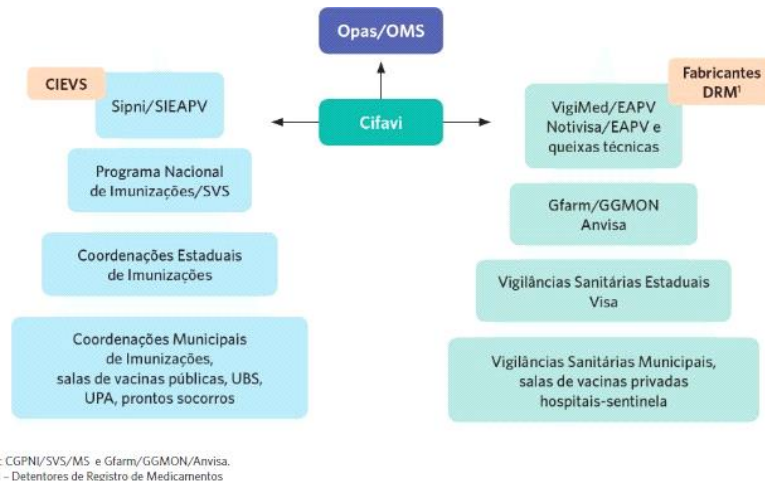 Opas/OMS
CIEVS
Sipni/SIEAPV
Cifavi
Fabricantes
DRM¹
VigiMed/EAPV
Notivisa/EAPV e
queixas técnicas
Programa Nacional
de Imunizações/SVS
Gfarm/GGMON
Anvisa
Coordenações Estaduais
de Imunizações
Vigilâncias Sanitárias Estaduais
Visa
Coordenações Municipais
de Imunizações,
salas de vacinas públicas, UBS,
UPA, prontos socorros
Vigilâncias Sanitárias Municipais,
salas de vacinas privadas
hospitais-sentinela
: CGPNI/SVS/MS e Gfarm/GGMON/Anvisa.
– Detentores de Registro de Medicamentos